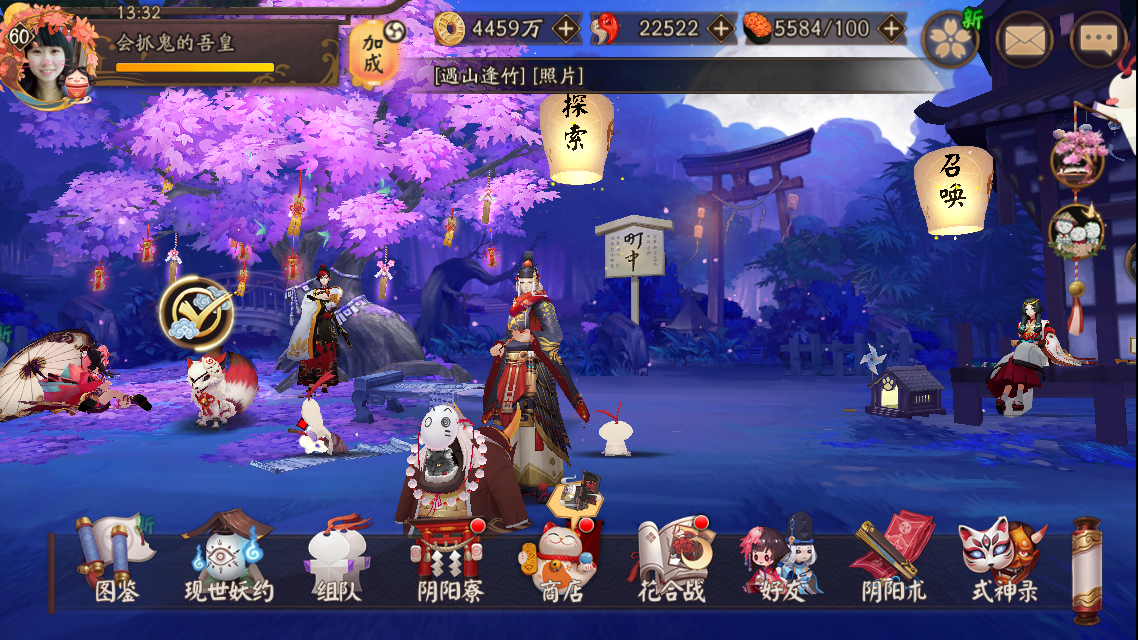 13:32
60
会抓鬼的吾皇
加成
4459万
22522
5584/100
新
[遇山逢竹] [照片]
探索
召唤
町中
新
新
图鉴
现世妖约
组队
阴阳寮
商店
花合战
好友
阴阳术
式神录